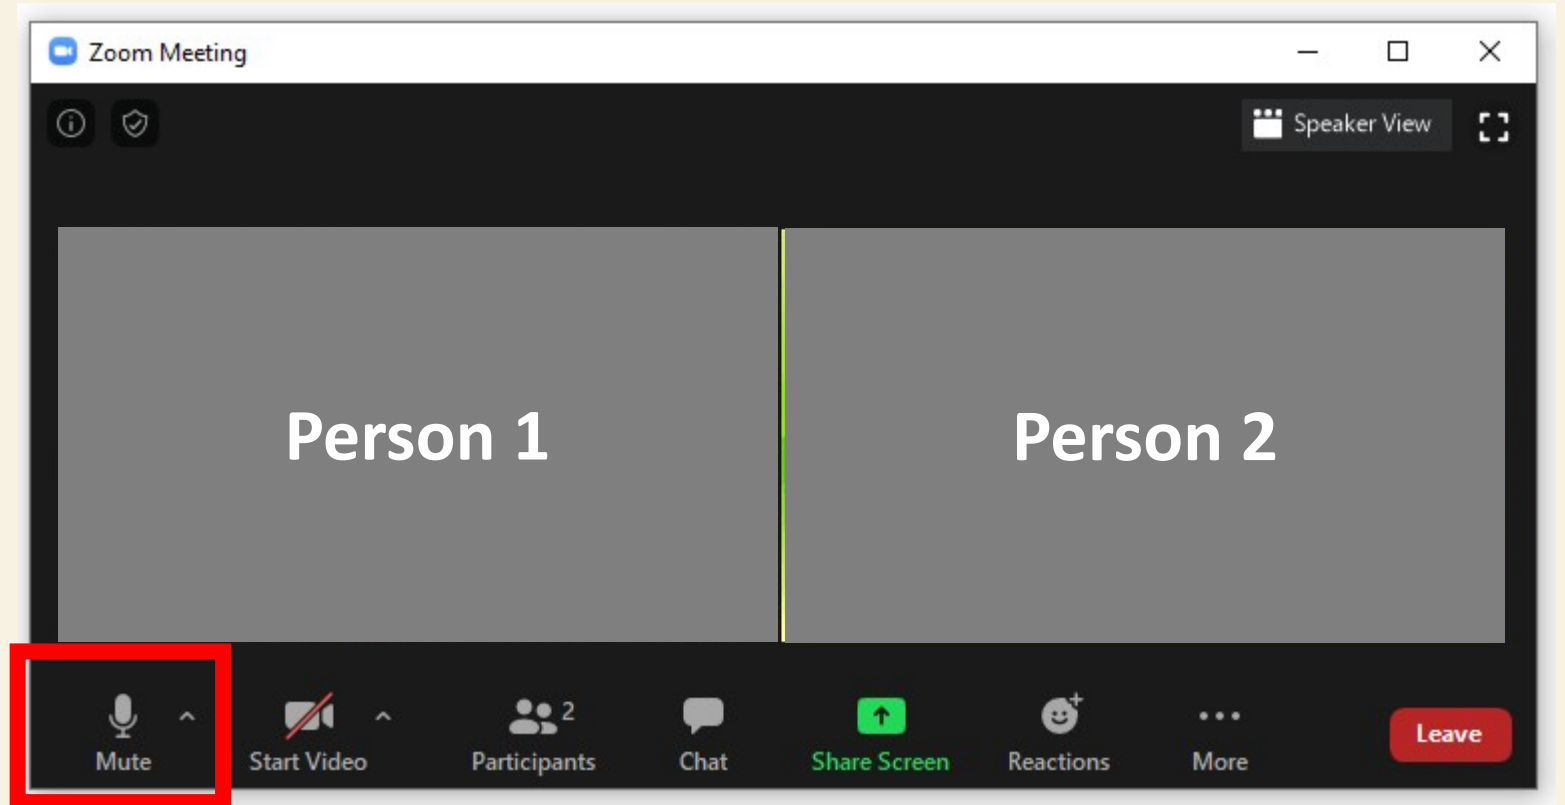 Zoom Meeting
Speaker View
Person 1
Person 2
2
Mute
Start Video
Participants
Chat
Share Screen
Reactions
More
Leave